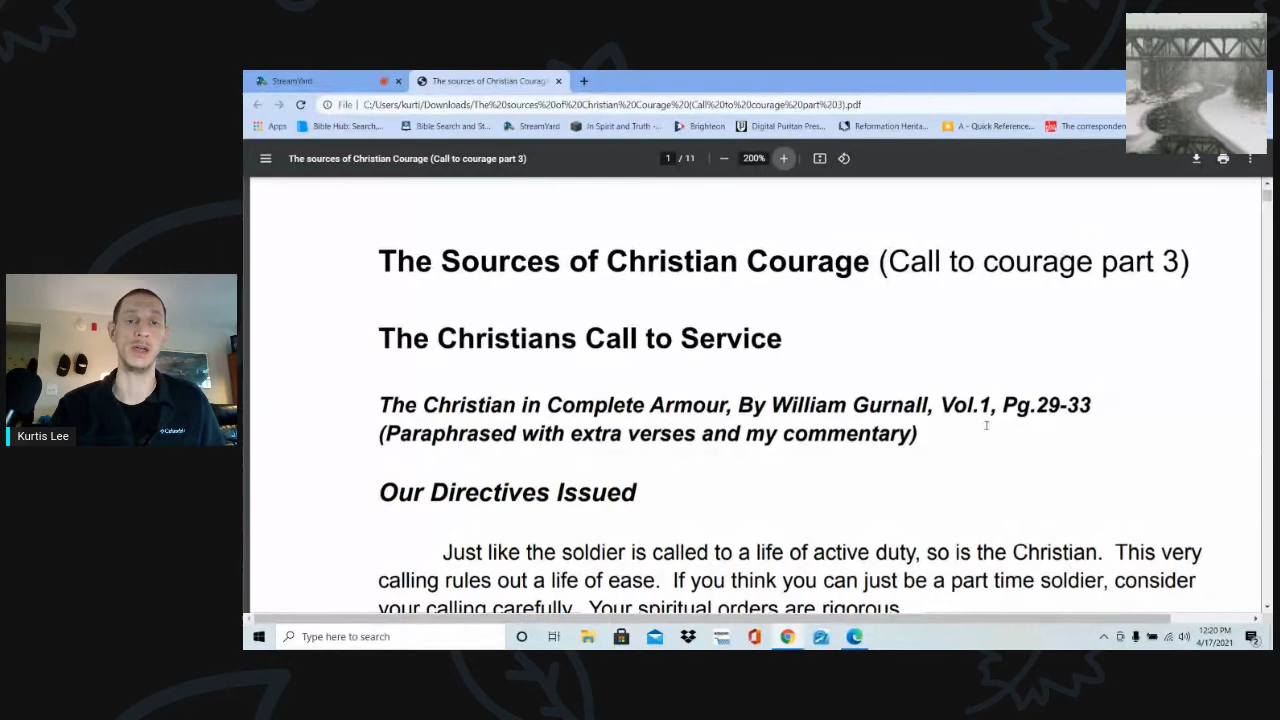 StreamYard
The sources of Christian Courage
File
C:/Users/kurti/Downloads/The%20sources%20of%20Christian%20Courage%20(Call%20to%20courage%20part%203).pdf
Apps
Bible Hub: Search,...
Bible Search and St...
StreamYard
In Spirit and Truth -...
Brighteon
Digital Puritan Pres...
Reformation Herita...
A - Quick Reference...
The corresponden
The sources of Christian Courage (Call to courage part 3)
1 / 11
200%
The Sources of Christian Courage (Call to courage part 3)
The Christians Call to Service
The Christian in Complete Armour, By William Gurnall, Vol.1, Pg.29-33
(Paraphrased with extra verses and my commentary)
Our Directives Issued
Just like the soldier is called to a life of active duty, so is the Christian. This very
calling rules out a life of ease. If you think you can just be a part time soldier, consider
your calling carefully. Your spiritual orders are rigorous.
Kurtis Lee
Columbia
Type here to search
amazon
12:20 PM
4/17/2021
2